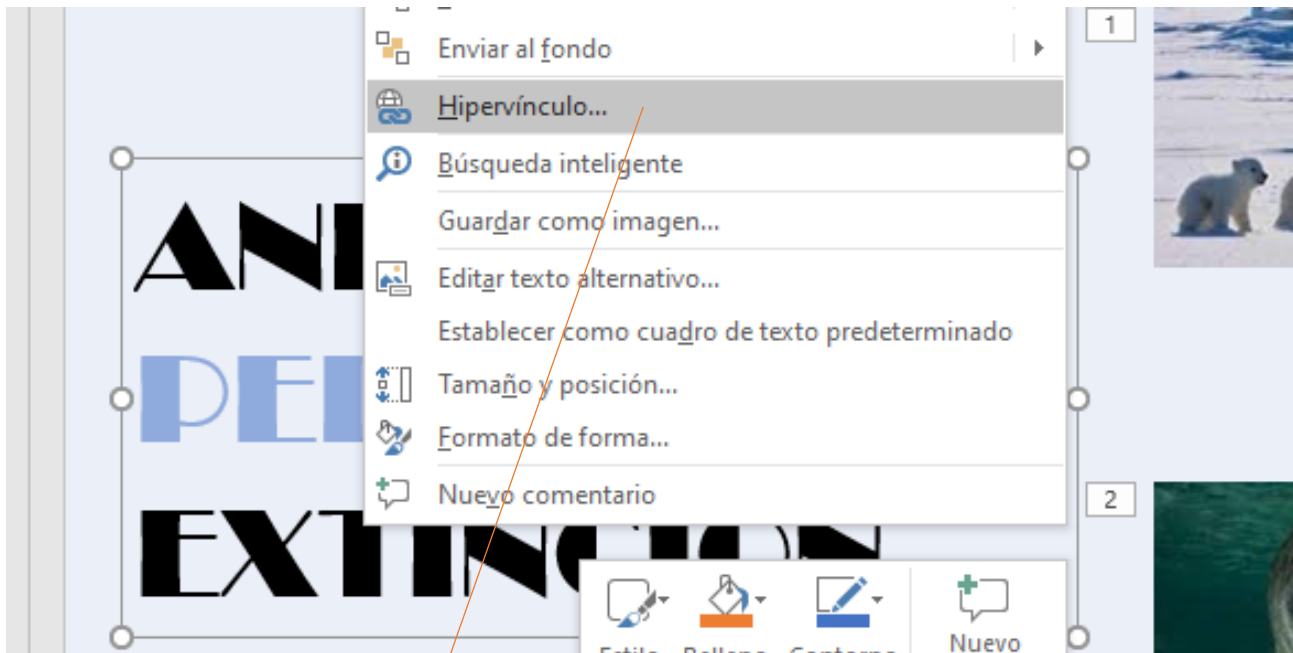 Enviar al fondo
1
Hipervínculo...
Búsqueda inteligente
Guardar como imagen...
Editar texto alternativo...
Establecer como cuadro de texto predeterminado
Tamaño y posición...
Formato de forma...
Nuevo comentario
2
EXTINCION
Nuevo